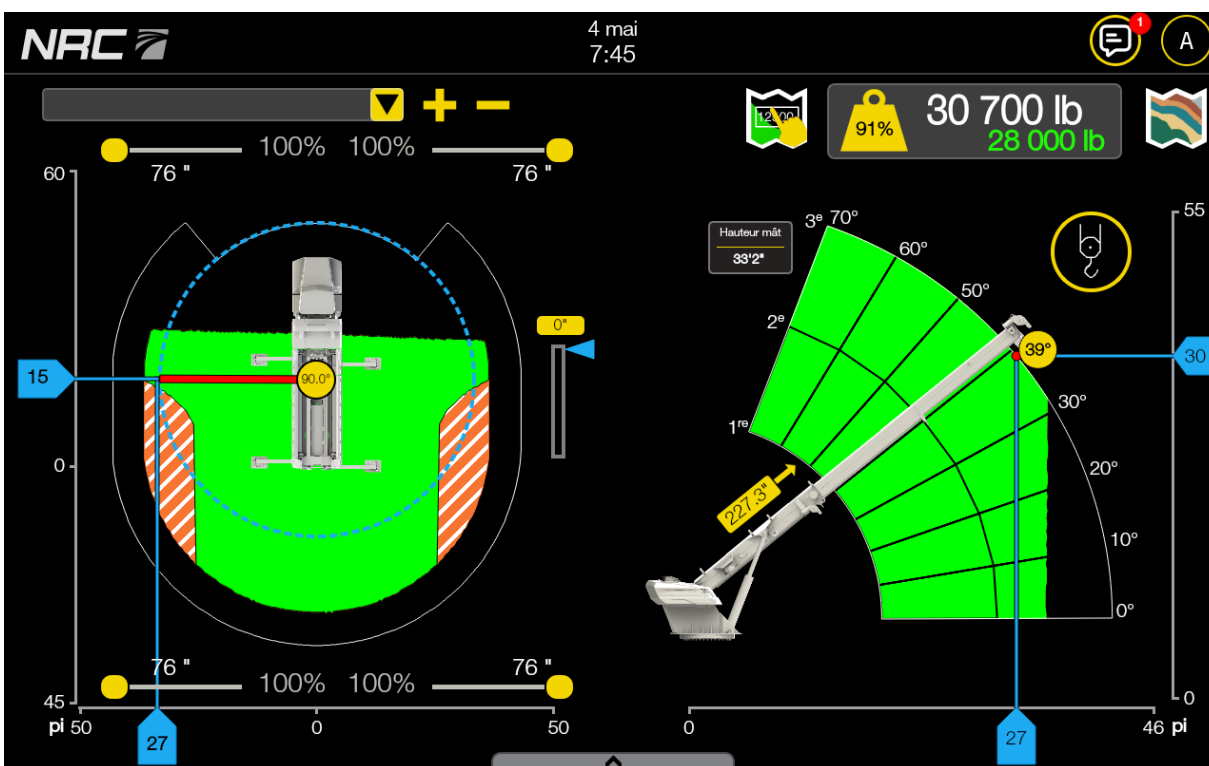 NRC
4 mai
7:45
1
A
12000
91%
30 700 lb
28 000 lb
100% 100%
76 " 76 "
60
15
0
45
pi 50 0 50
27
90.0°
0"
76 " 76 "
100% 100%
Hauteur mât
33'2"
3e 70°
60°
50°
2e
39°
1re
30°
20°
10°
0°
227.3"
55
30
0
0 46 pi
27